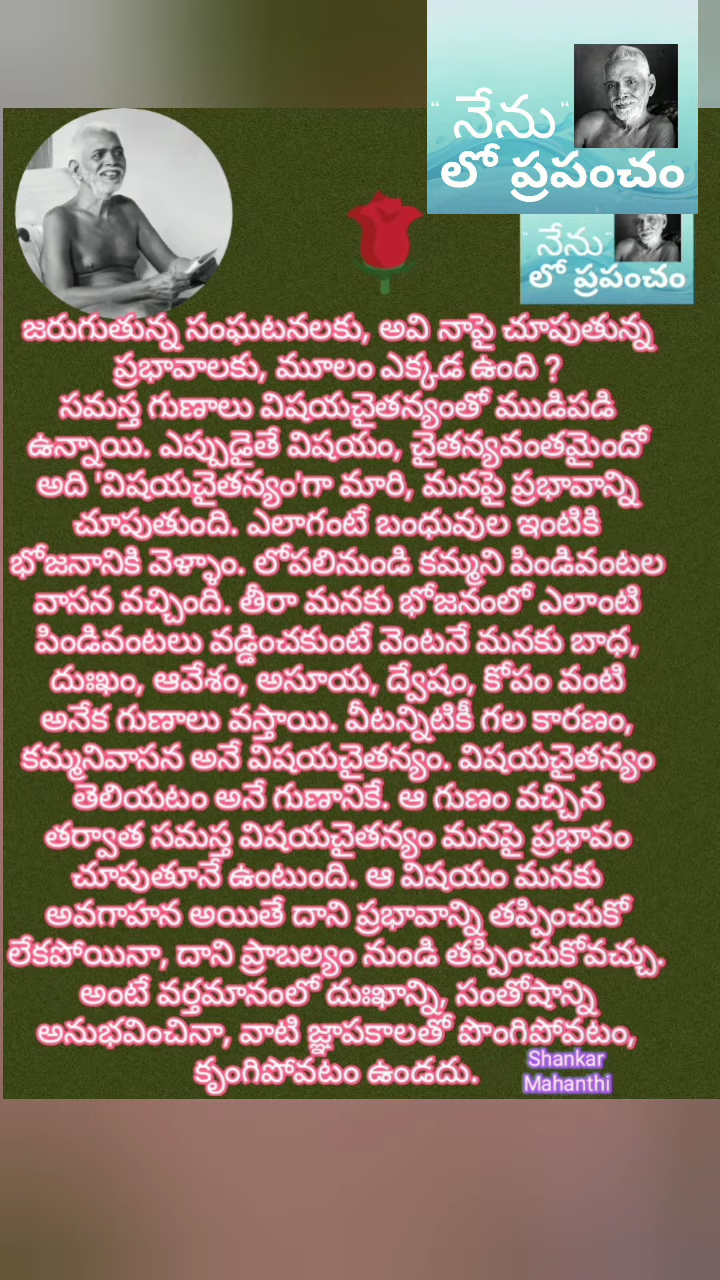 “ నేను “
లో ప్రపంచం
“ నేను “
లో ప్రపంచం
జరుగుతున్న సంఘటనలకు, అవి నాపై చూపుతున్న
ప్రభావాలకు, మూలం ఎక్కడ ఉంది ?
సమస్త గుణాలు విషయచైతన్యంతో ముడిపడి
ఉన్నాయి. ఎప్పుడైతే విషయం, చైతన్యవంతమైందో
అది 'విషయచైతన్యం'గా మారి, మనపై ప్రభావాన్ని
చూపుతుంది. ఎలాగంటే బంధువుల ఇంటికి
భోజనానికి వెళ్ళాం. లోపలినుండి కమ్మని పిండివంటల
వాసన వచ్చింది. తీరా మనకు భోజనంలో ఎలాంటి
పిండివంటలు వడ్డించకుంటే వెంటనే మనకు బాధ,
దుఃఖం, ఆవేశం, అసూయ, ద్వేషం, కోపం వంటి
అనేక గుణాలు వస్తాయి. వీటన్నిటికీ గల కారణం,
కమ్మనివాసన అనే విషయచైతన్యం. విషయచైతన్యం
తెలియటం అనే గుణానికే. ఆ గుణం వచ్చిన
తర్వాత సమస్త విషయచైతన్యం మనపై ప్రభావం
చూపుతూనే ఉంటుంది. ఆ విషయం మనకు
అవగాహన అయితే దాని ప్రభావాన్ని తప్పించుకో
లేకపోయినా, దాని ప్రాబల్యం నుండి తప్పించుకోవచ్చు.
అంటే వర్తమానంలో దుఃఖాన్ని, సంతోషాన్ని
అనుభవించినా, వాటి జ్ఞాపకాలతో పొంగిపోవటం,
కృంగిపోవటం ఉండదు.
Shankar
Mahanthi